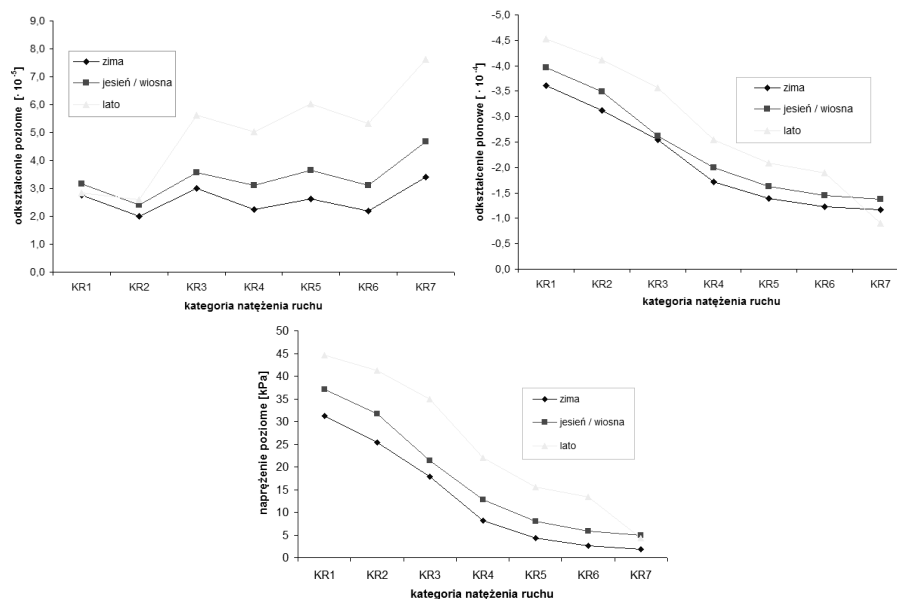 9,0
8,0
7,0
6,0
5,0
4,0
3,0
2,0
1,0
0,0
odkształcenie poziome
[· 10⁻⁵]
zima
jesień / wiosna
lato
KR1 KR2 KR3 KR4 KR5 KR6 KR7
kategoria natężenia ruchu
-5,0
-4,5
-4,0
-3,5
-3,0
-2,5
-2,0
-1,5
-1,0
-0,5
0,0
odkształcenie pionowe [· 10⁻⁴]
zima
jesień / wiosna
lato
KR1 KR2 KR3 KR4 KR5 KR6 KR7
kategoria natężenia ruchu
50
45
40
35
30
25
20
15
10
5
0
naprężenie poziome [kPa]
zima
jesień / wiosna
lato
KR1 KR2 KR3 KR4 KR5 KR6 KR7
kategoria natężenia ruchu